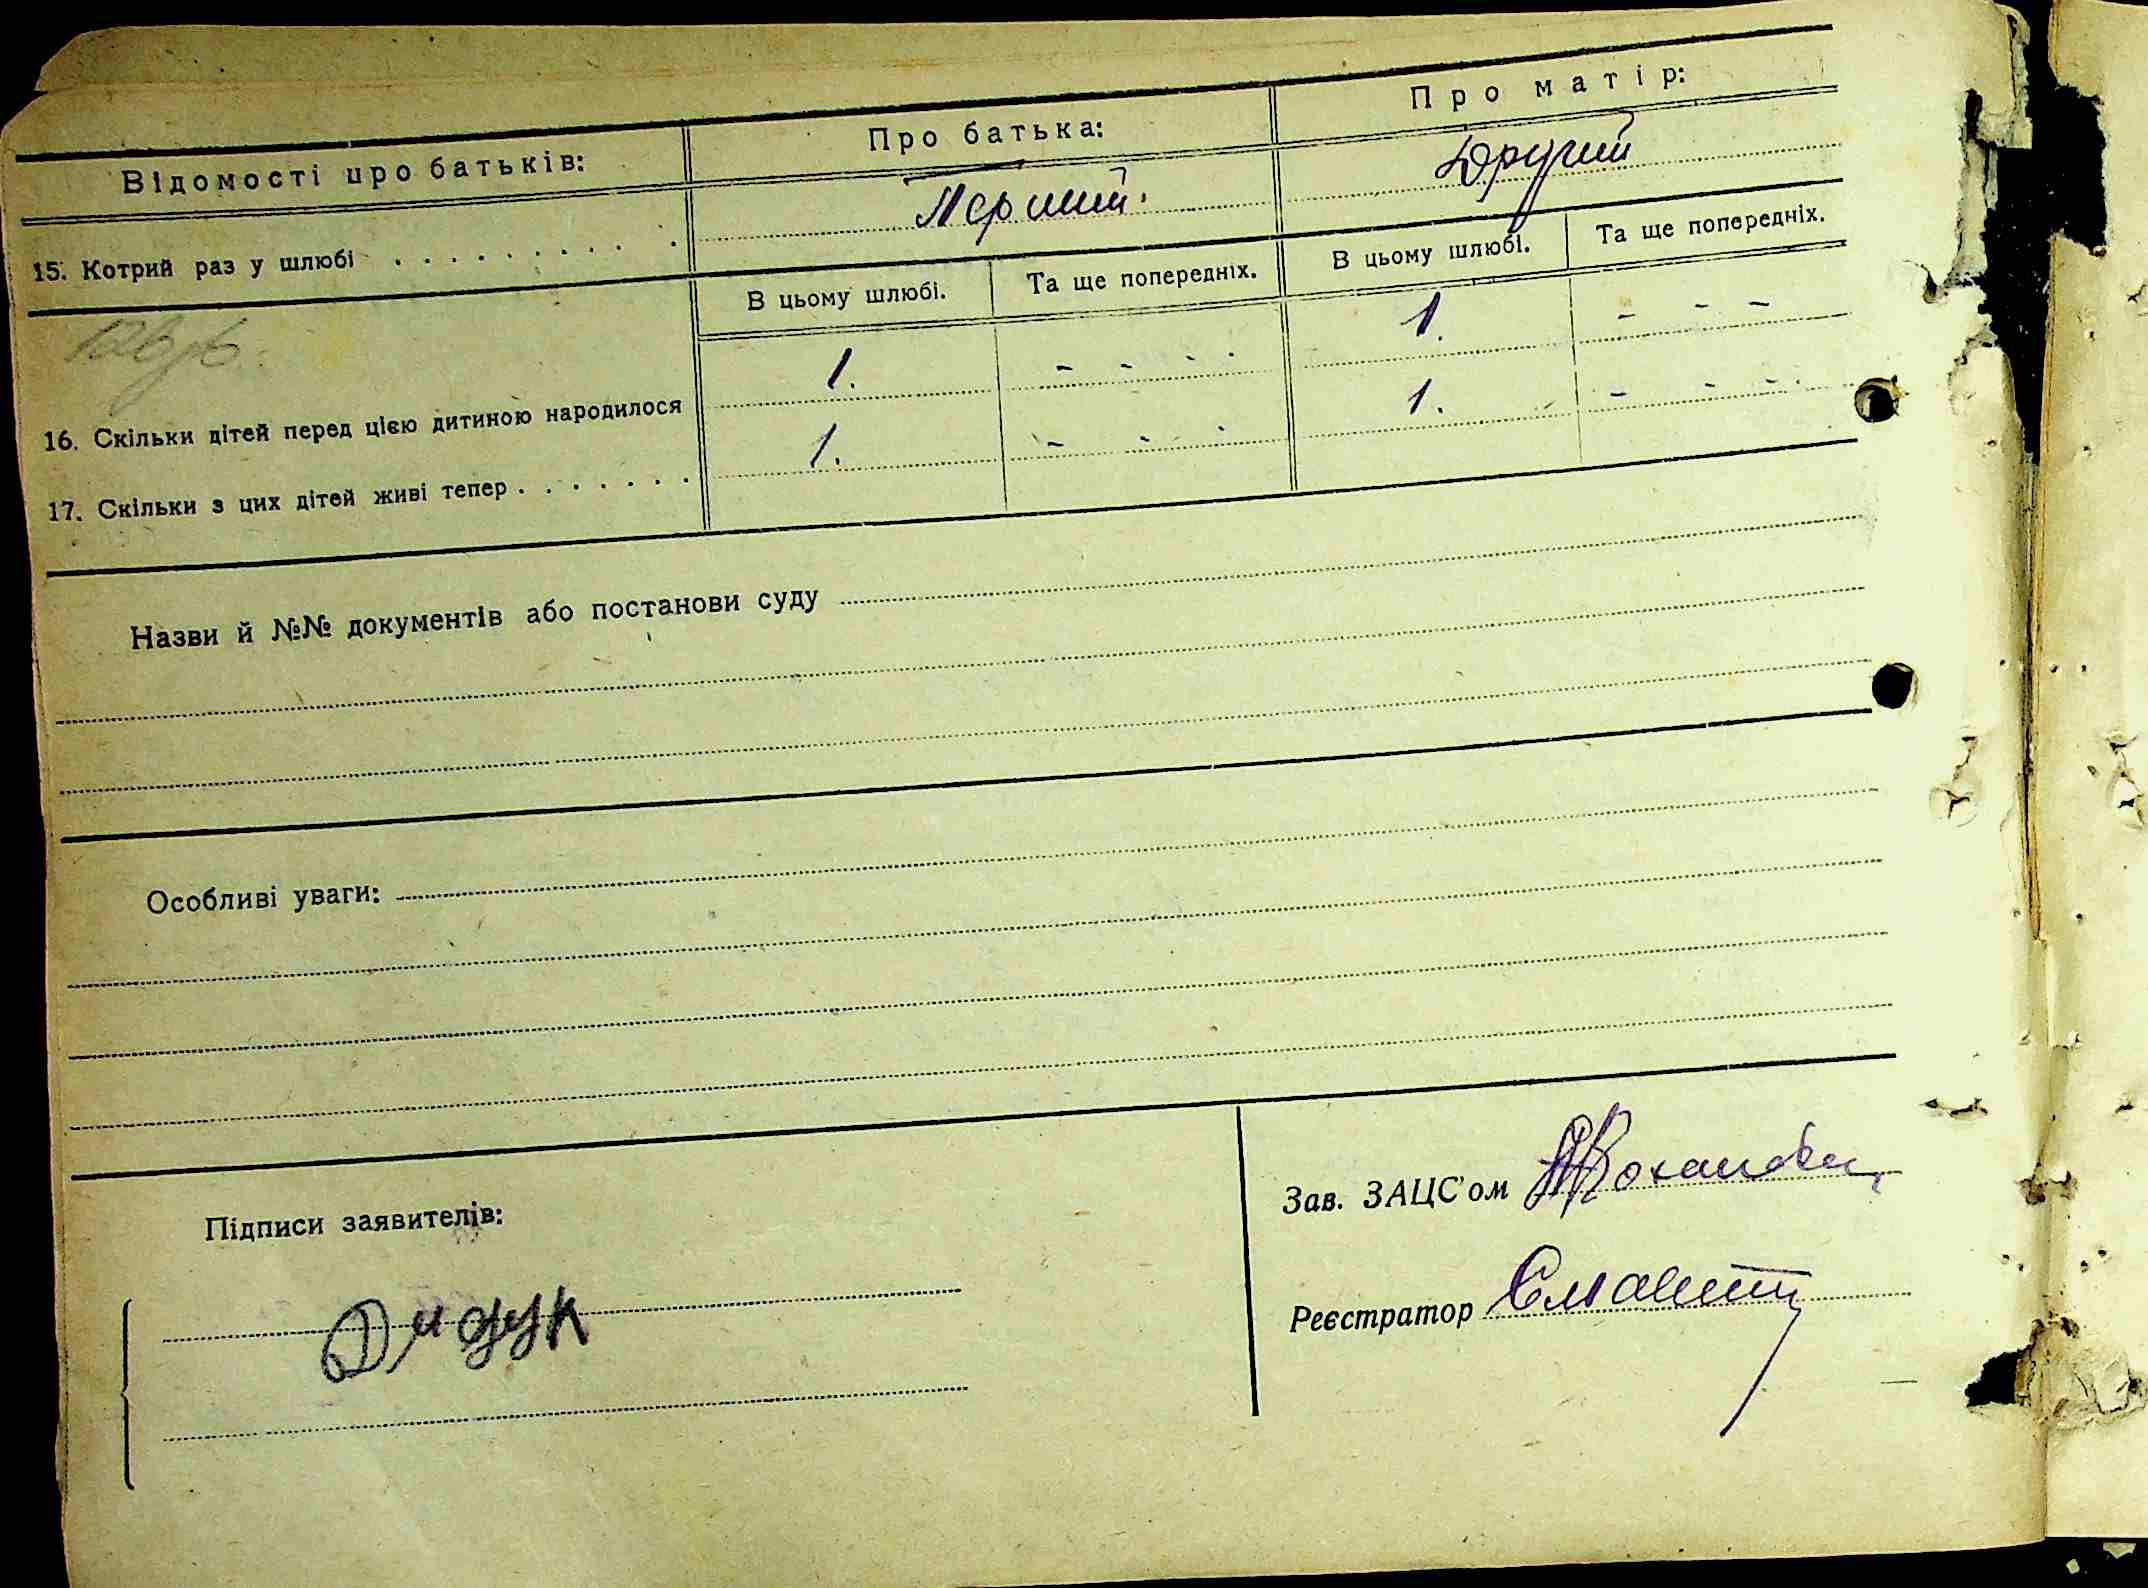 Відомості про батьків: Про батька: Про матір:
15. Котрий раз у шлюбі . . . . . . . . . . Перший. Другий
В цьому шлюбі. Та ще попередніх. В цьому шлюбі. Та ще попередніх.
16. Скільки дітей перед цією дитиною народилося 1. - - - - 1. - - -
17. Скільки з цих дітей живі тепер . . . . . . . 1. - - - 1. - - -
Назви й №№ документів або постанови суду
Особливі уваги:
Підписи заявителів:
Дидук
Зав. ЗАЦС'ом
Реєстратор